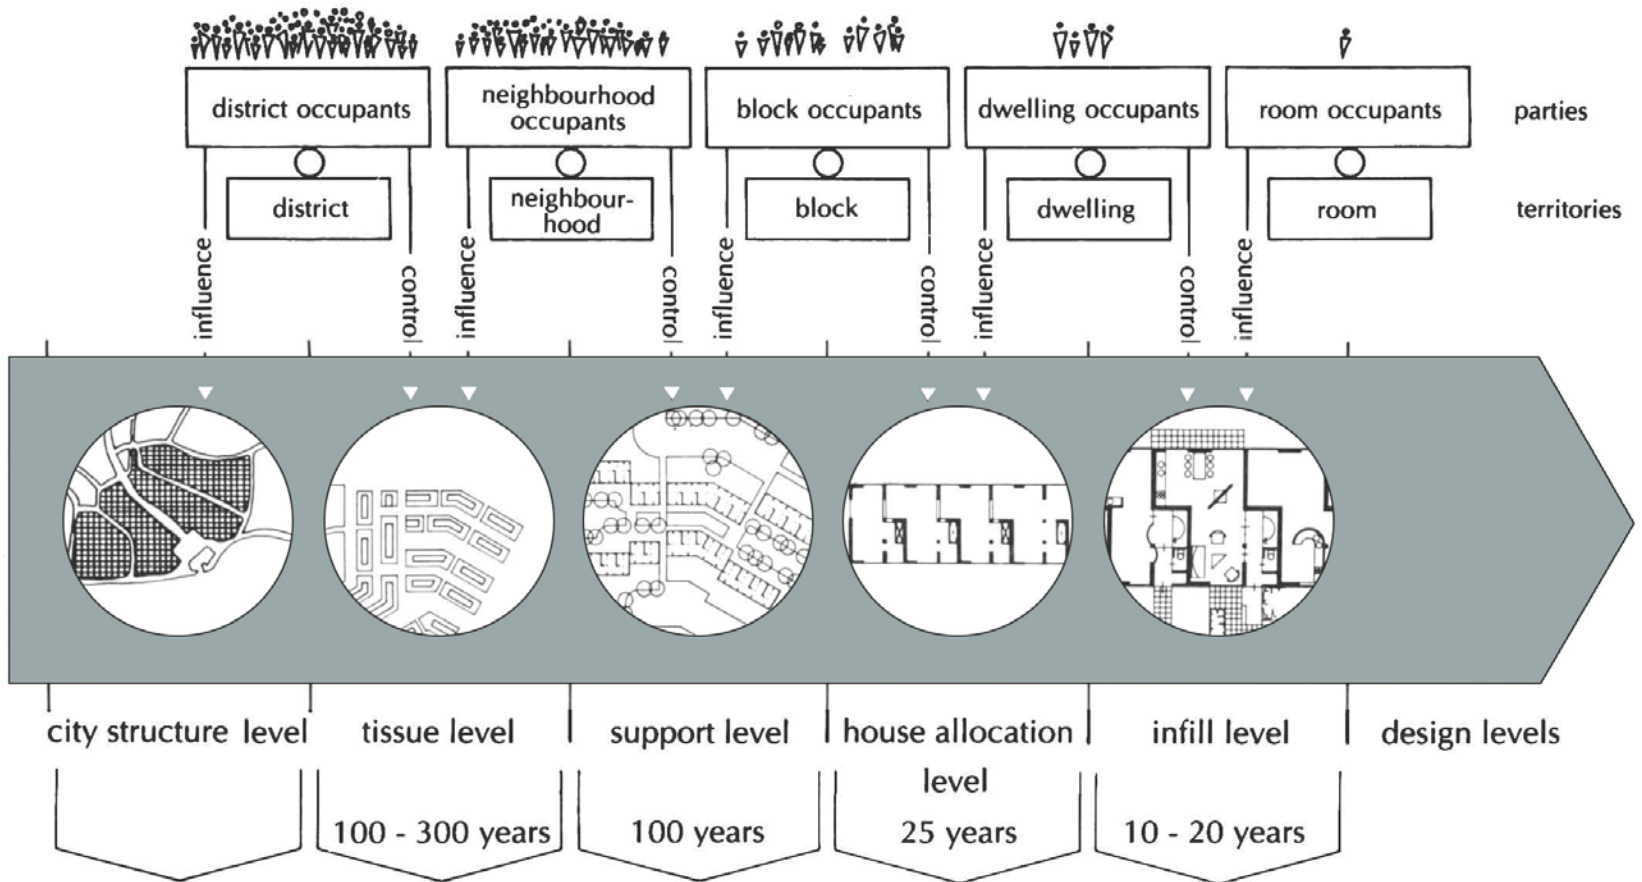 district occupants
neighbourhood
occupants
block occupants
dwelling occupants
room occupants
parties
district
neighbour-
hood
block
dwelling
room
territories
influence
control
influence
control
influence
control
influence
control
influence
city structure level
tissue level
support level
house allocation
level
infill level
design levels
100 - 300 years
100 years
25 years
10 - 20 years